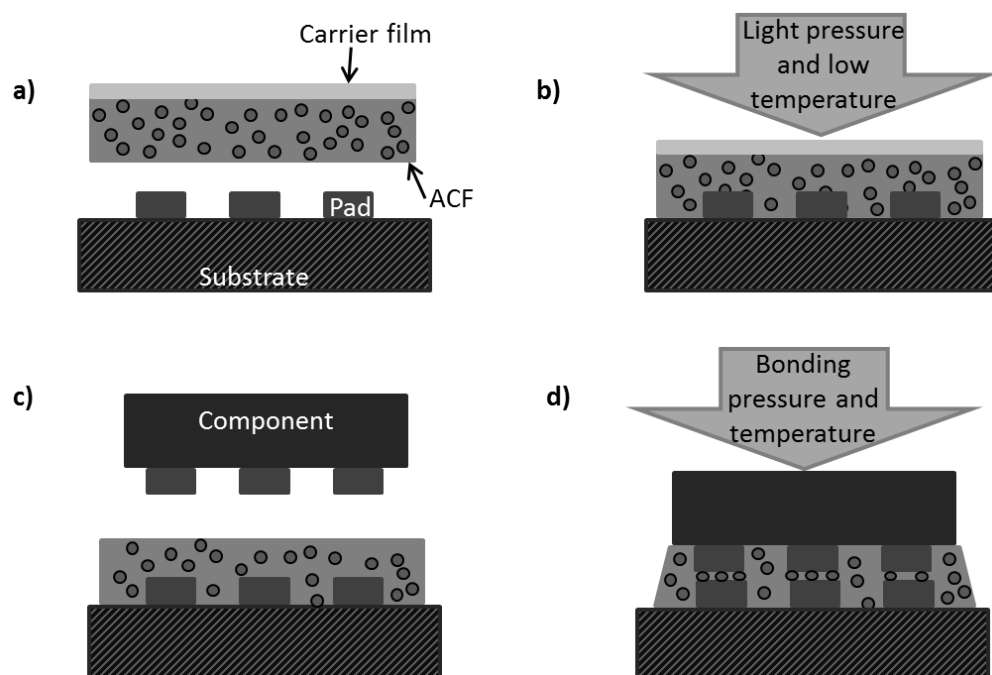 a)
Carrier film
ACF
Pad
Substrate
b)
Light pressure
and low
temperature
c)
Component
d)
Bonding
pressure and
temperature